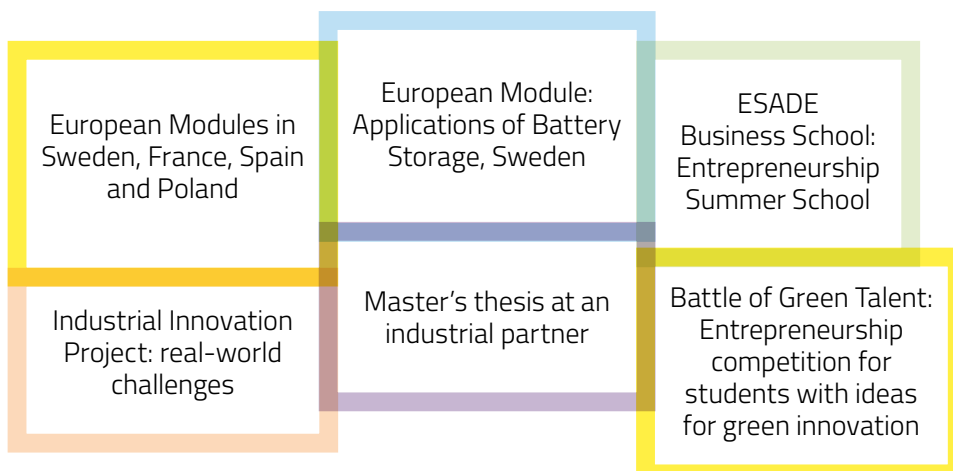 European Modules in
Sweden, France, Spain
and Poland
European Module:
Applications of Battery
Storage, Sweden
ESADE
Business School:
Entrepreneurship
Summer School
Industrial Innovation
Project: real-world
challenges
Master’s thesis at an
industrial partner
Battle of Green Talent:
Entrepreneurship
competition for
students with ideas
for green innovation